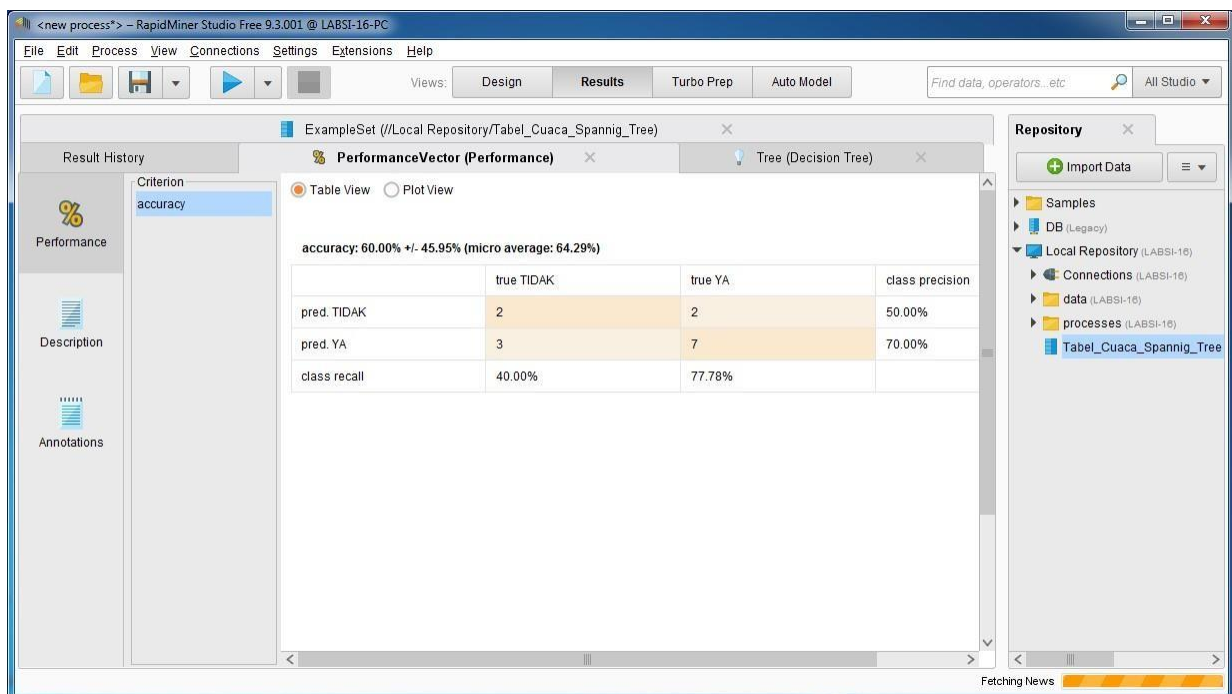 <new process*> – RapidMiner Studio Free 9.3.001 @ LABSI-16-PC
File Edit Process View Connections Settings Extensions Help
Views: Design Results Turbo Prep Auto Model Find data, operators...etc All Studio
ExampleSet (//Local Repository/Tabel_Cuaca_Spannig_Tree)
Result History % PerformanceVector (Performance) Tree (Decision Tree)
Repository
Import Data
Samples
DB (Legacy)
Local Repository (LABSI-16)
Connections (LABSI-16)
data (LABSI-16)
processes (LABSI-16)
Tabel_Cuaca_Spannig_Tree
%
Performance
Description
Annotations
Criterion
accuracy
Table View Plot View
accuracy: 60.00% +/- 45.95% (micro average: 64.29%)
true TIDAK true YA class precision
pred. TIDAK 2 2 50.00%
pred. YA 3 7 70.00%
class recall 40.00% 77.78%
Fetching News